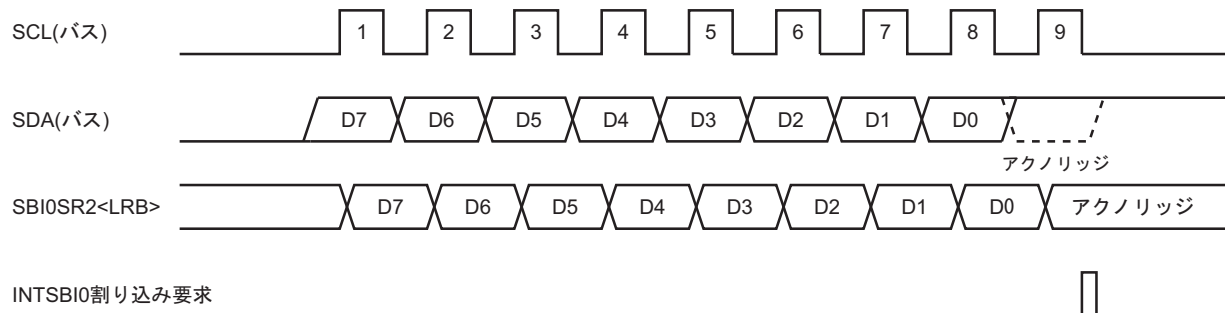 SCL(バス) 1 2 3 4 5 6 7 8 9
SDA(バス) D7 D6 D5 D4 D3 D2 D1 D0
アクノリッジ
SBI0SR2<LRB> D7 D6 D5 D4 D3 D2 D1 D0 アクノリッジ
INTSBI0割り込み要求